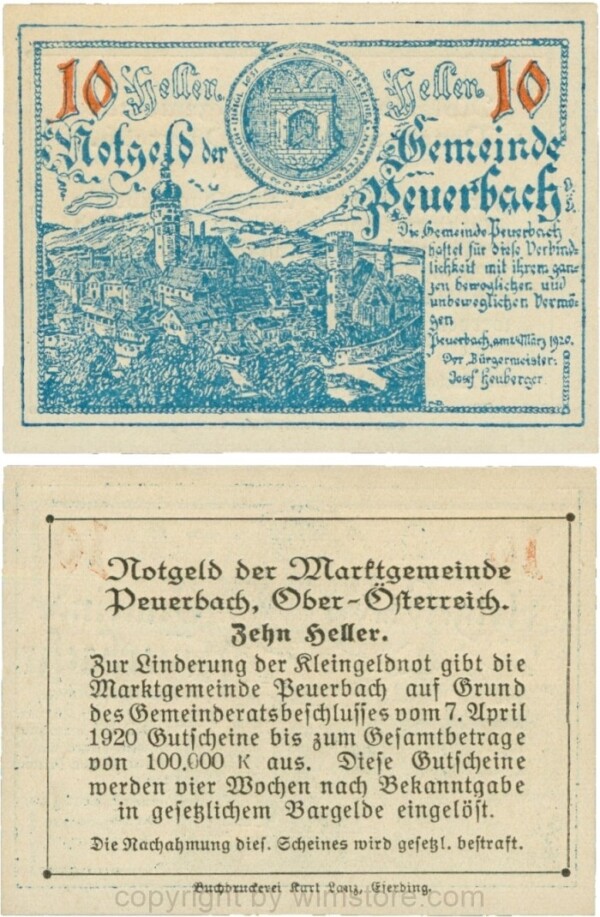 10 Heller Heller 10
Notgeld der Gemeinde
Peuerbach
Die Gemeinde Peuerbach
haftet für diese Verbind-
lichkeit mit ihrem gan-
zen beweglichen und
unbeweglichen Vermö-
gen
Peuerbach, am März 1920.
Der Bürgermeister:
Josef Heuberger
Notgeld der Marktgemeinde
Peuerbach, Ober-Österreich.
Zehn Heller.
Zur Linderung der Kleingeldnot gibt die
Marktgemeinde Peuerbach auf Grund
des Gemeinderatsbeschlusses vom 7. April
1920 Gutscheine bis zum Gesamtbetrage
von 100.000 K aus. Diese Gutscheine
werden vier Wochen nach Bekanntgabe
in gesetzlichem Bargelde eingelöst.
Die Nachahmung dies. Scheines wird gesetzl. bestraft.
Buchdruckerei Karl Lanz, Eferding.
copyright by wimstore.com